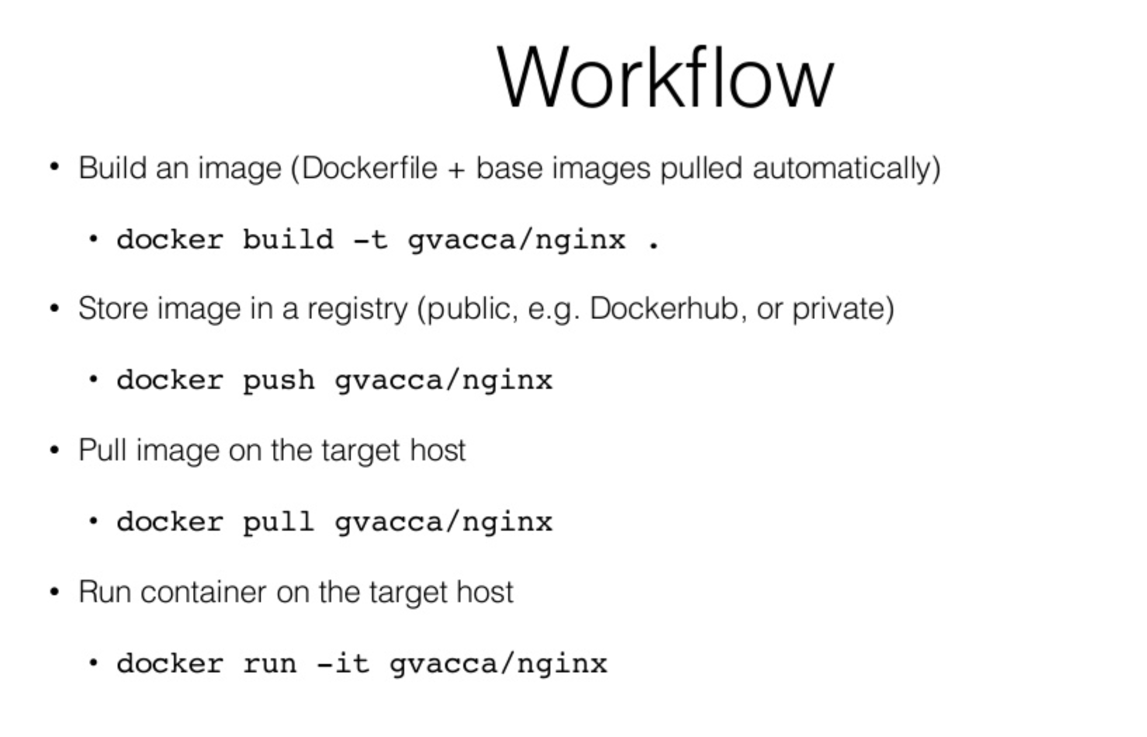 Workflow
• Build an image (Dockerfile + base images pulled automatically)
• docker build -t gvacca/nginx .
• Store image in a registry (public, e.g. Dockerhub, or private)
• docker push gvacca/nginx
• Pull image on the target host
• docker pull gvacca/nginx
• Run container on the target host
• docker run -it gvacca/nginx